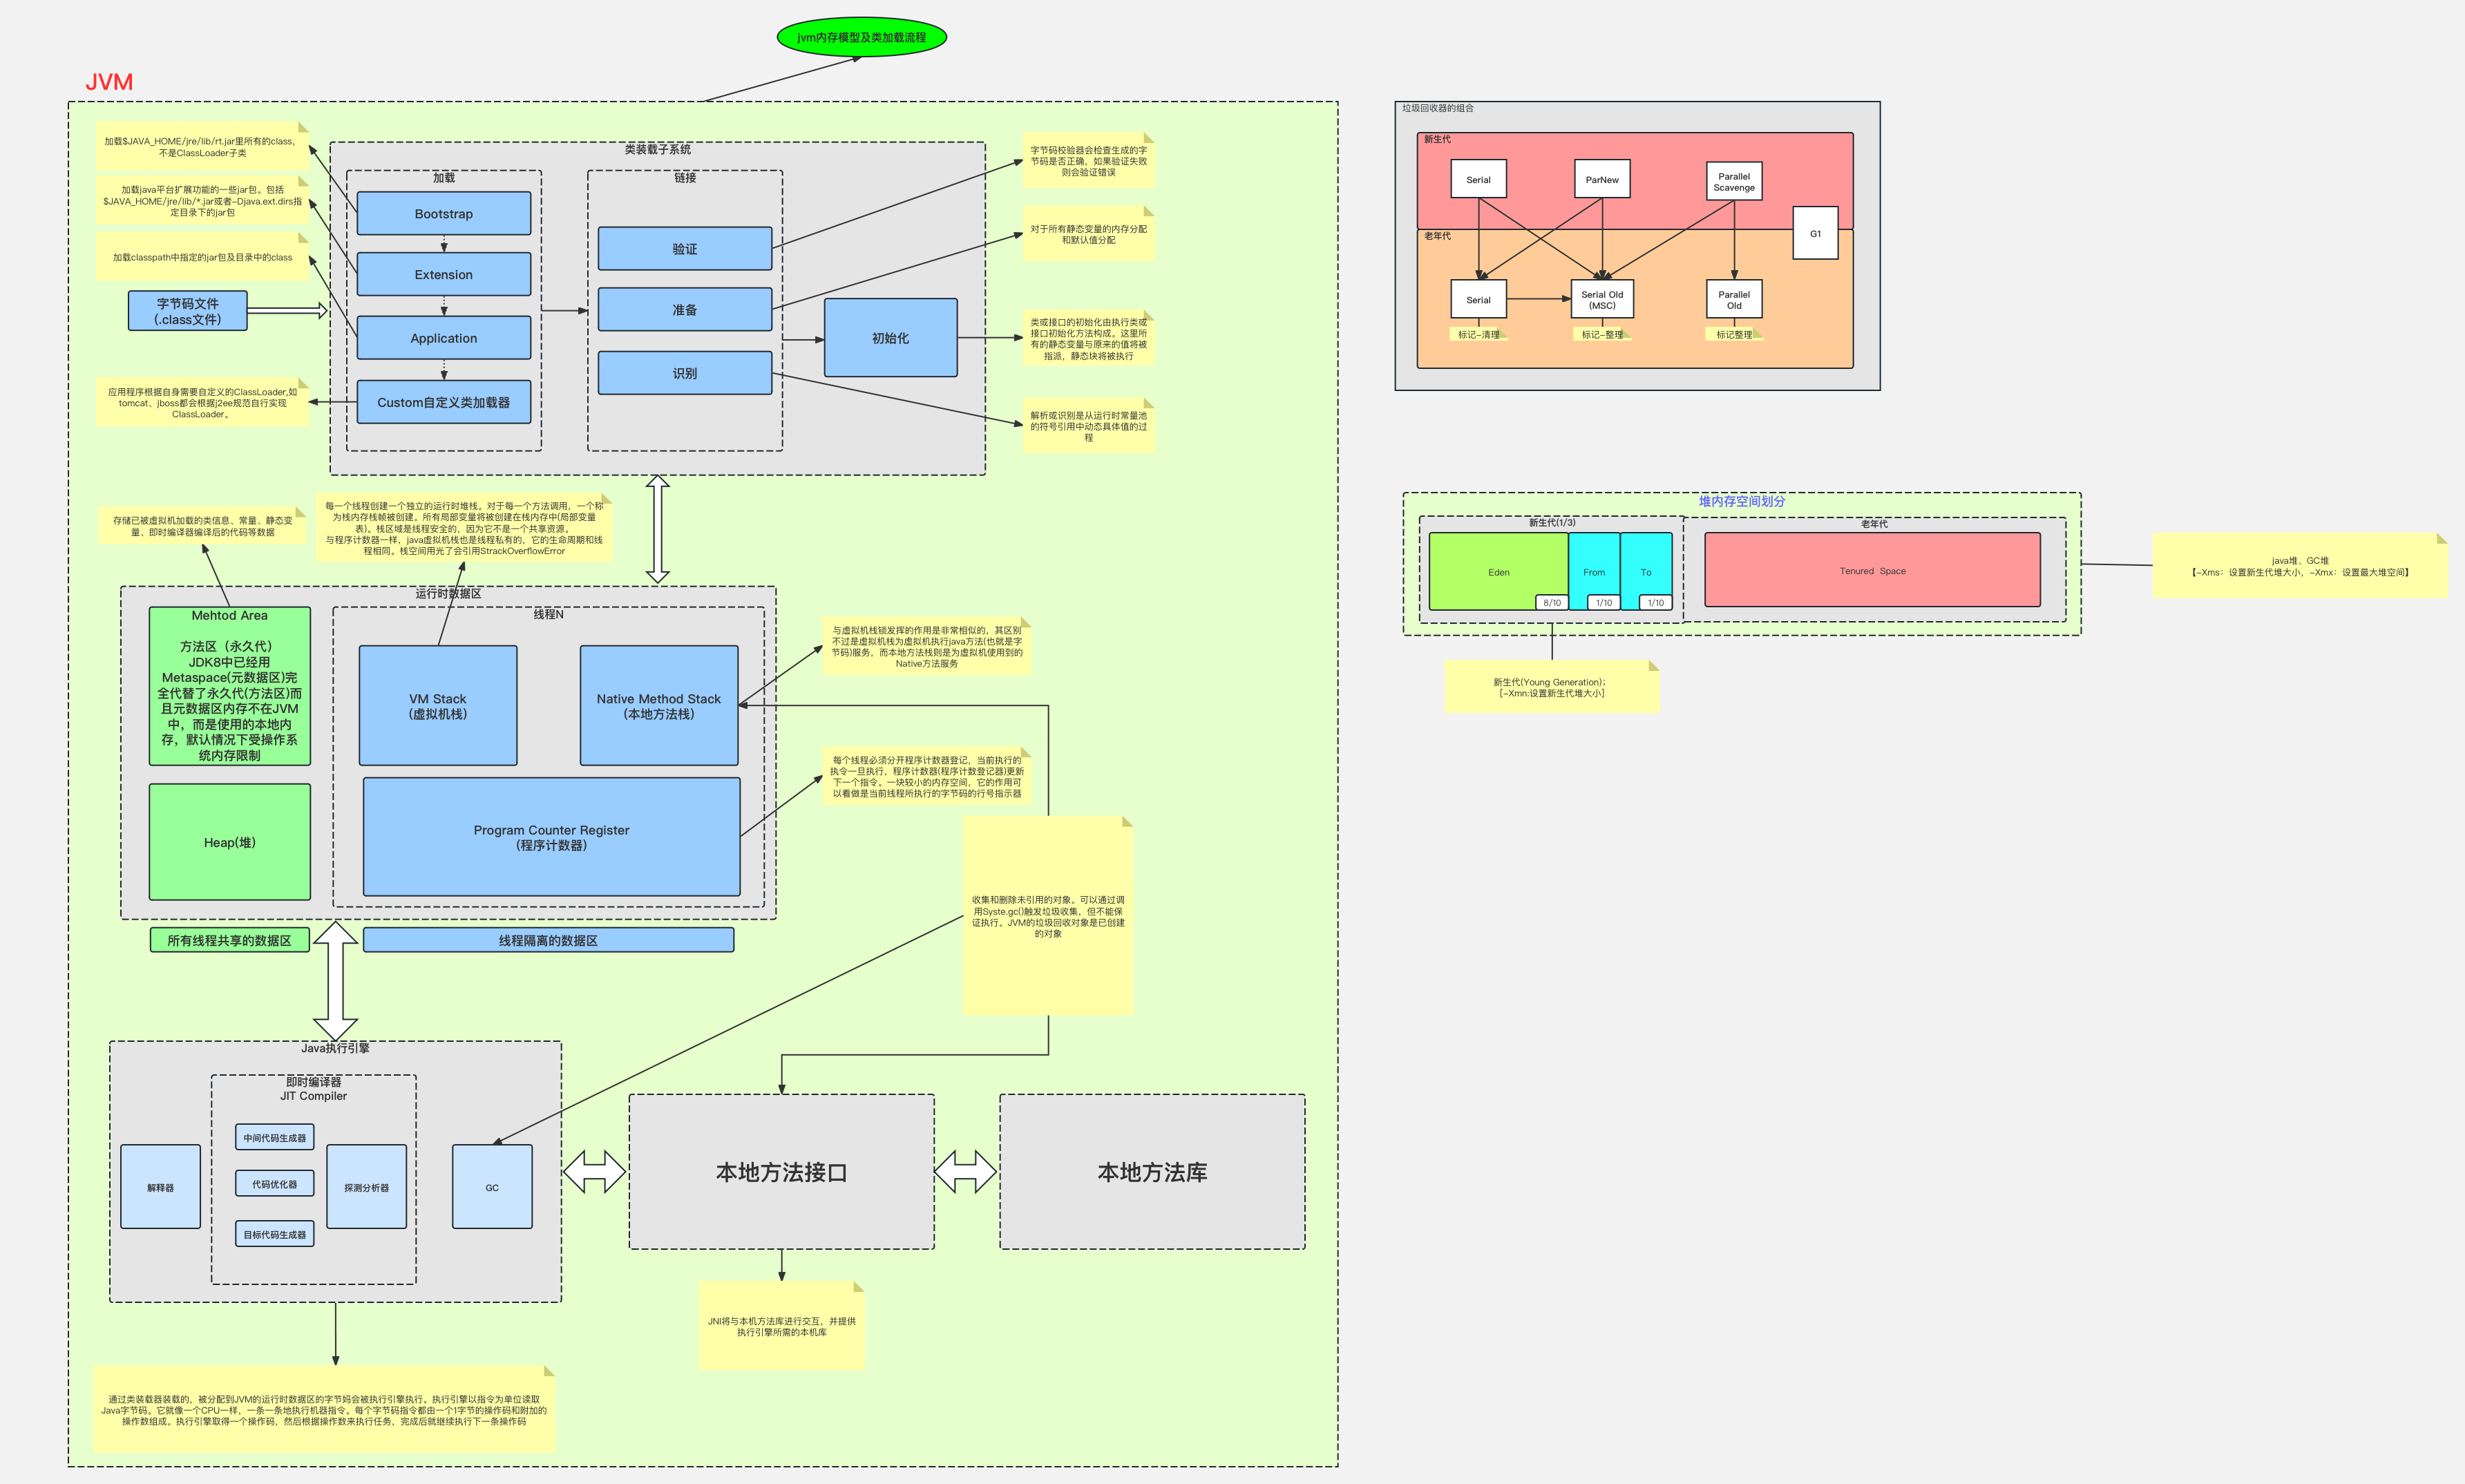 jvm内存模型及类加载流程
JVM
加载$JAVA_HOME/jre/lib/rt.jar里所有的class,
不是ClassLoader子类
加载java平台扩展功能的一些jar包。包括
$JAVA_HOME/jre/lib/*.jar或者-Djava.ext.dirs指
定目录下的jar包
加载classpath中指定的jar包及目录中的class
字节码文件
(.class文件)
应用程序根据自身需要自定义的ClassLoader,如
tomcat、jboss都会根据j2ee规范自行实现
ClassLoader。
类装载子系统
加载
Bootstrap
Extension
Application
Custom自定义类加载器
链接
验证
准备
识别
初始化
字节码校验器会检查生成的字
节码是否正确，如果验证失败
则会验证错误
对于所有静态变量的内存分配
和默认值分配
类或接口的初始化由执行类或
接口初始化方法构成。这里所
有的静态变量与原来的值将被
指派，静态块将被执行
解析或识别是从运行时常量池
的符号引用中动态具体值的过
程
存储已被虚拟机加载的类信息、常量、静态变
量、即时编译器编译后的代码等数据
每一个线程创建一个独立的运行时堆栈。对于每一个方法调用，一个称
为栈内存栈帧被创建。所有局部变量将被创建在栈内存中(局部变量
表)。栈区域是线程安全的，因为它不是一个共享资源。
与程序计数器一样，java虚拟机栈也是线程私有的，它的生命周期和线
程相同。栈空间用光了会引用StrackOverflowError
运行时数据区
Mehtod Area
方法区（永久代）
JDK8中已经用
Metaspace(元数据区)完
全代替了永久代(方法区)而
且元数据区内存不在JVM
中，而是使用的本地内
存，默认情况下受操作系
统内存限制
Heap(堆)
线程N
VM Stack
(虚拟机栈)
Native Method Stack
(本地方法栈)
Program Counter Register
(程序计数器)
与虚拟机栈锁发挥的作用是非常相似的，其区别
不过是虚拟机栈为虚拟机执行java方法(也就是字
节码)服务，而本地方法栈则是为虚拟机使用到的
Native方法服务
每个线程必须分开程序计数器登记，当前执行的
执令一旦执行，程序计数器(程序计数登记器)更新
下一个指令。一块较小的内存空间，它的作用可
以看做是当前线程所执行的字节码的行号指示器
所有线程共享的数据区
线程隔离的数据区
收集和删除未引用的对象。可以通过调
用Syste.gc()触发垃圾收集，但不能保
证执行。JVM的垃圾回收对象是已创建
的对象
Java执行引擎
即时编译器
JIT Compiler
解释器
中间代码生成器
代码优化器
目标代码生成器
探测分析器
GC
本地方法接口
本地方法库
JNI将与本机方法库进行交互，并提供
执行引擎所需的本机库
通过类装载器装载的，被分配到JVM的运行时数据区的字节妈会被执行引擎执行。执行引擎以指令为单位读取
Java字节码。它就像一个CPU一样，一条一条地执行机器指令。每个字节码指令都由一个1字节的操作码和附加的
操作数组成。执行引擎取得一个操作码，然后根据操作数来执行任务，完成后就继续执行下一条操作码
垃圾回收器的组合
新生代
Serial
ParNew
Parallel
Scavenge
G1
老年代
Serial
Serial Old
(MSC)
Parallel
Old
标记-清理
标记-整理
标记整理
堆内存空间划分
新生代(1/3)
老年代
Eden
From
To
8/10
1/10
1/10
Tenured Space
java堆、GC堆
【-Xms：设置新生代堆大小，-Xmx：设置最大堆空间】
新生代(Young Generation)；
[-Xmn:设置新生代堆大小]